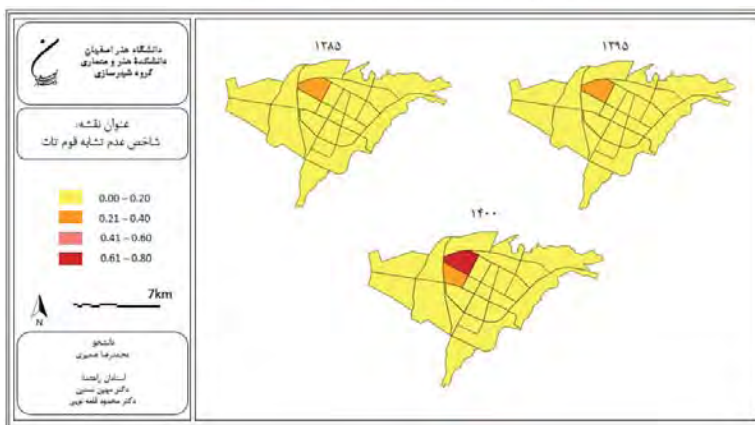 دانشگاه هنر اصفهان
دانشکدهٔ هنر و معماری
گروه شهرسازی
عنوان نقشه:
شاخص عدم تشابه قوم تات
0.00 – 0.20
0.21 – 0.40
0.41 – 0.60
0.61 – 0.80
7km
N
دانشجو
محمدرضا
استادان راهنما
دکتر مهین نسترن
دکتر محمود قلعه نویی
۱۳۸۵
۱۳۹۵
۱۴۰۰